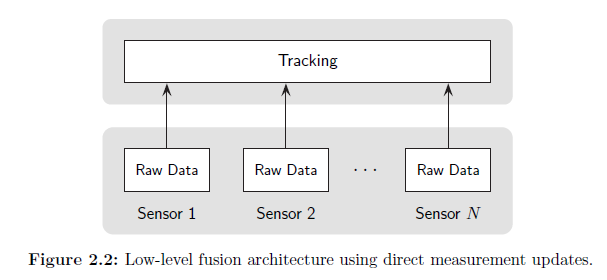 Tracking
Raw Data Raw Data · · · Raw Data
Sensor 1 Sensor 2 Sensor N
Figure 2.2: Low-level fusion architecture using direct measurement updates.